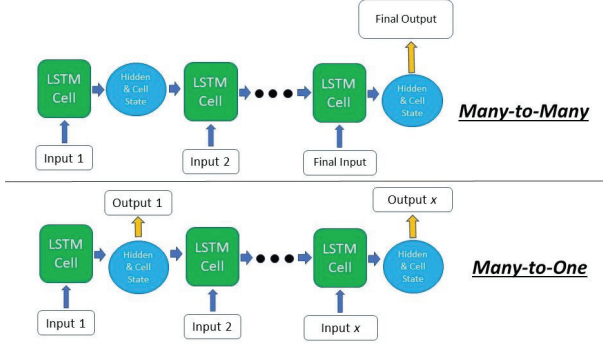 Final Output
LSTM
Cell
Hidden
& Cell
State
LSTM
Cell
LSTM
Cell
Hidden
& Cell
State
Many-to-Many
Input 1
Input 2
Final Input
Output 1
Output x
LSTM
Cell
Hidden
& Cell
State
LSTM
Cell
LSTM
Cell
Hidden
& Cell
State
Many-to-One
Input 1
Input 2
Input x